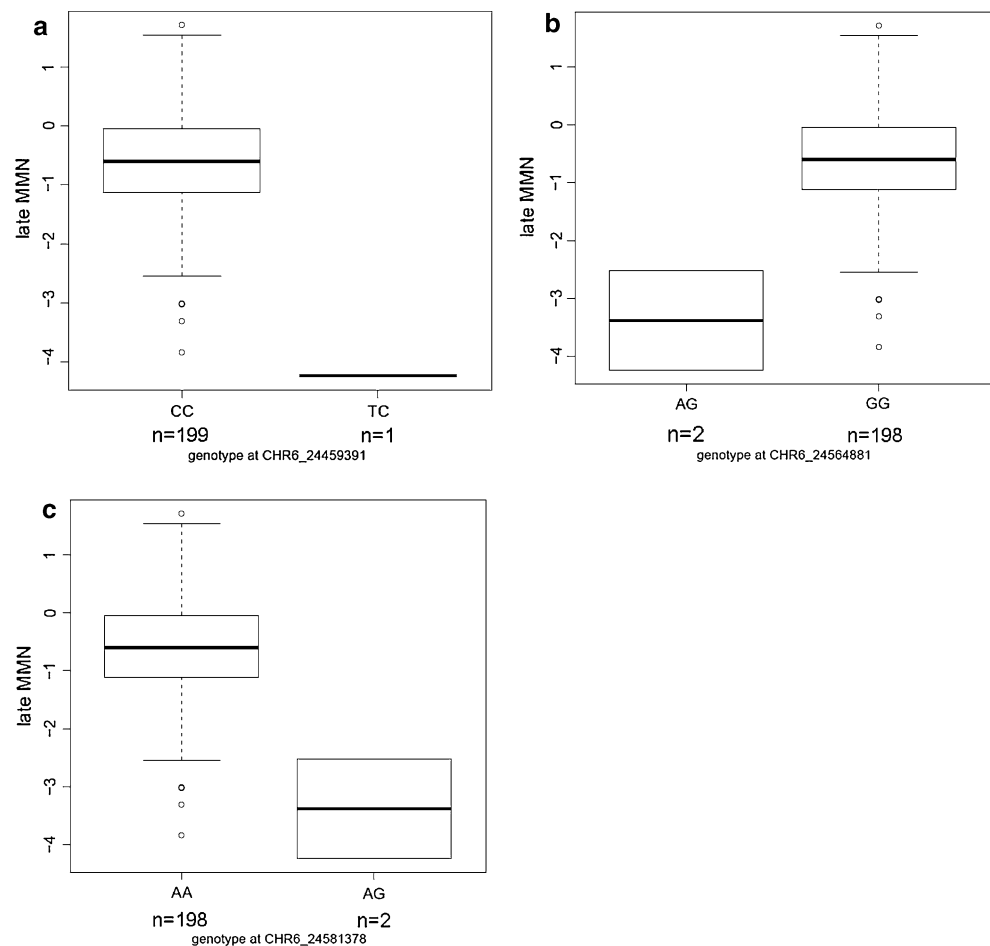 a
late MMN
1
0
−1
−2
−3
−4
CC TC
n=199 n=1
genotype at CHR6_24459391
b
late MMN
1
0
−1
−2
−3
−4
AG GG
n=2 n=198
genotype at CHR6_24564881
c
late MMN
1
0
−1
−2
−3
−4
AA AG
n=198 n=2
genotype at CHR6_24581378